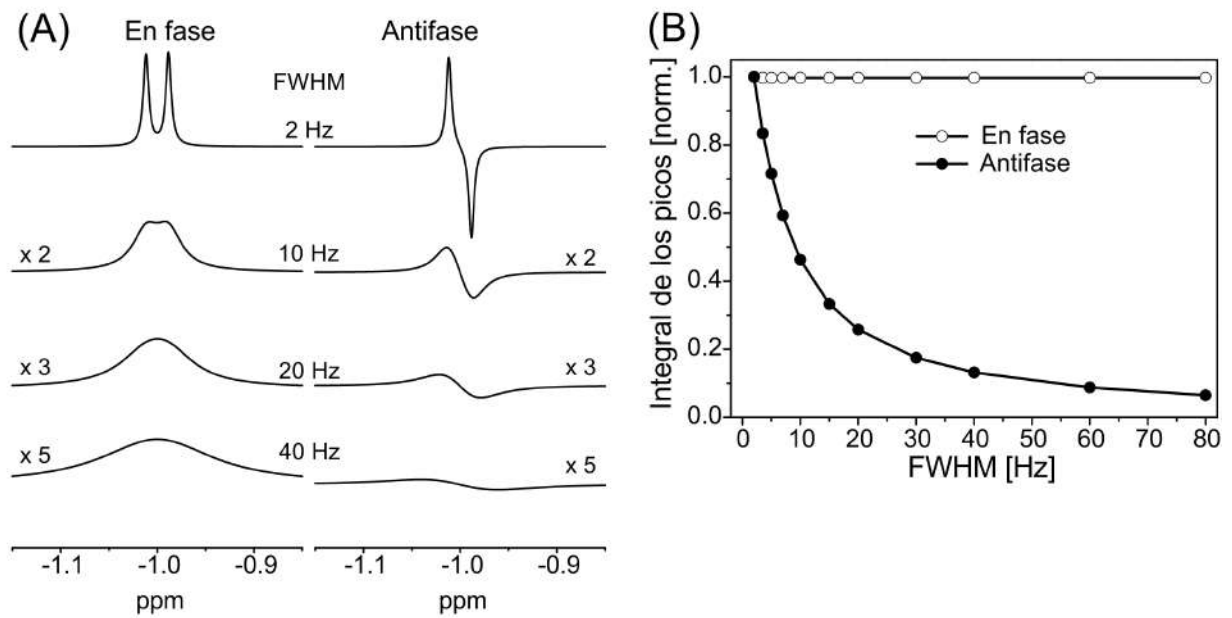 (A)
En fase
Antifase
FWHM
2 Hz
x 2
10 Hz
x 2
x 3
20 Hz
x 3
x 5
40 Hz
x 5
-1.1 -1.0 -0.9
-1.1 -1.0 -0.9
ppm
ppm
(B)
Integral de los picos [norm.]
1.0
0.8
0.6
0.4
0.2
0.0
En fase
Antifase
0 10 20 30 40 50 60 70 80
FWHM [Hz]